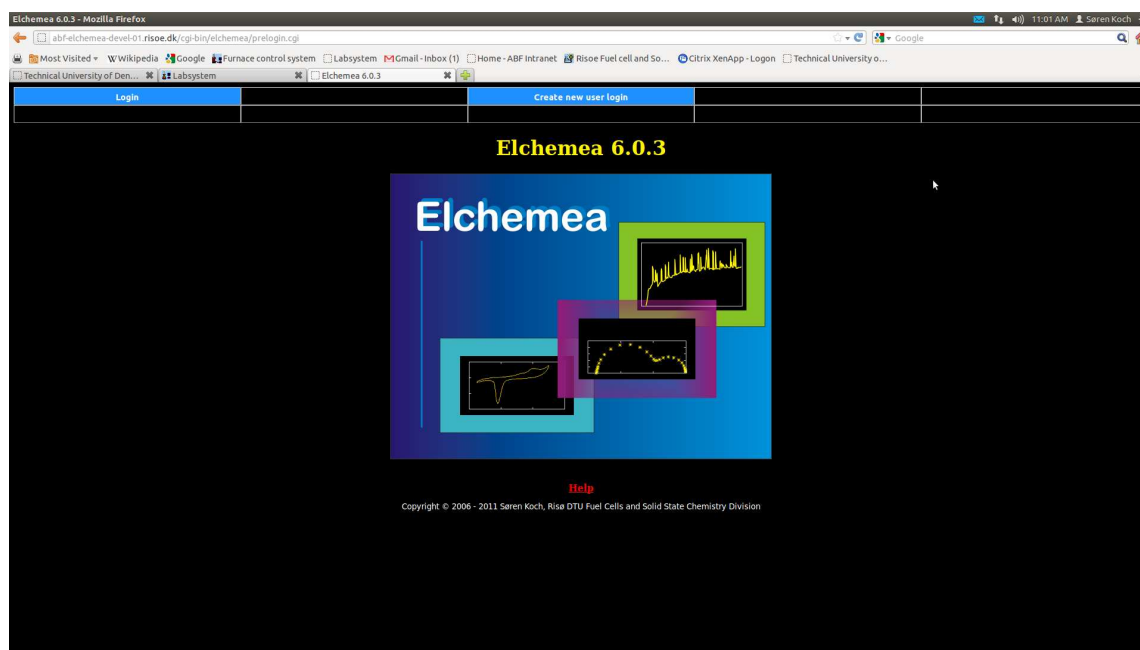 Elchemea 6.0.3 - Mozilla Firefox 11:01 AM Søren Koch
abf-elchemea-devel-01.risoe.dk/cgi-bin/elchemea/prelogin.cgi Google
Most Visited Wikipedia Google Furnace control system Labsystem Gmail - Inbox (1) Home - ABF Intranet Risoe Fuel cell and So... Citrix XenApp - Logon Technical University o...
Technical University of Den... Labsystem Elchemea 6.0.3
Login Create new user login
Elchemea 6.0.3
Elchemea
Help
Copyright © 2006 - 2011 Søren Koch, Risø DTU Fuel Cells and Solid State Chemistry Division